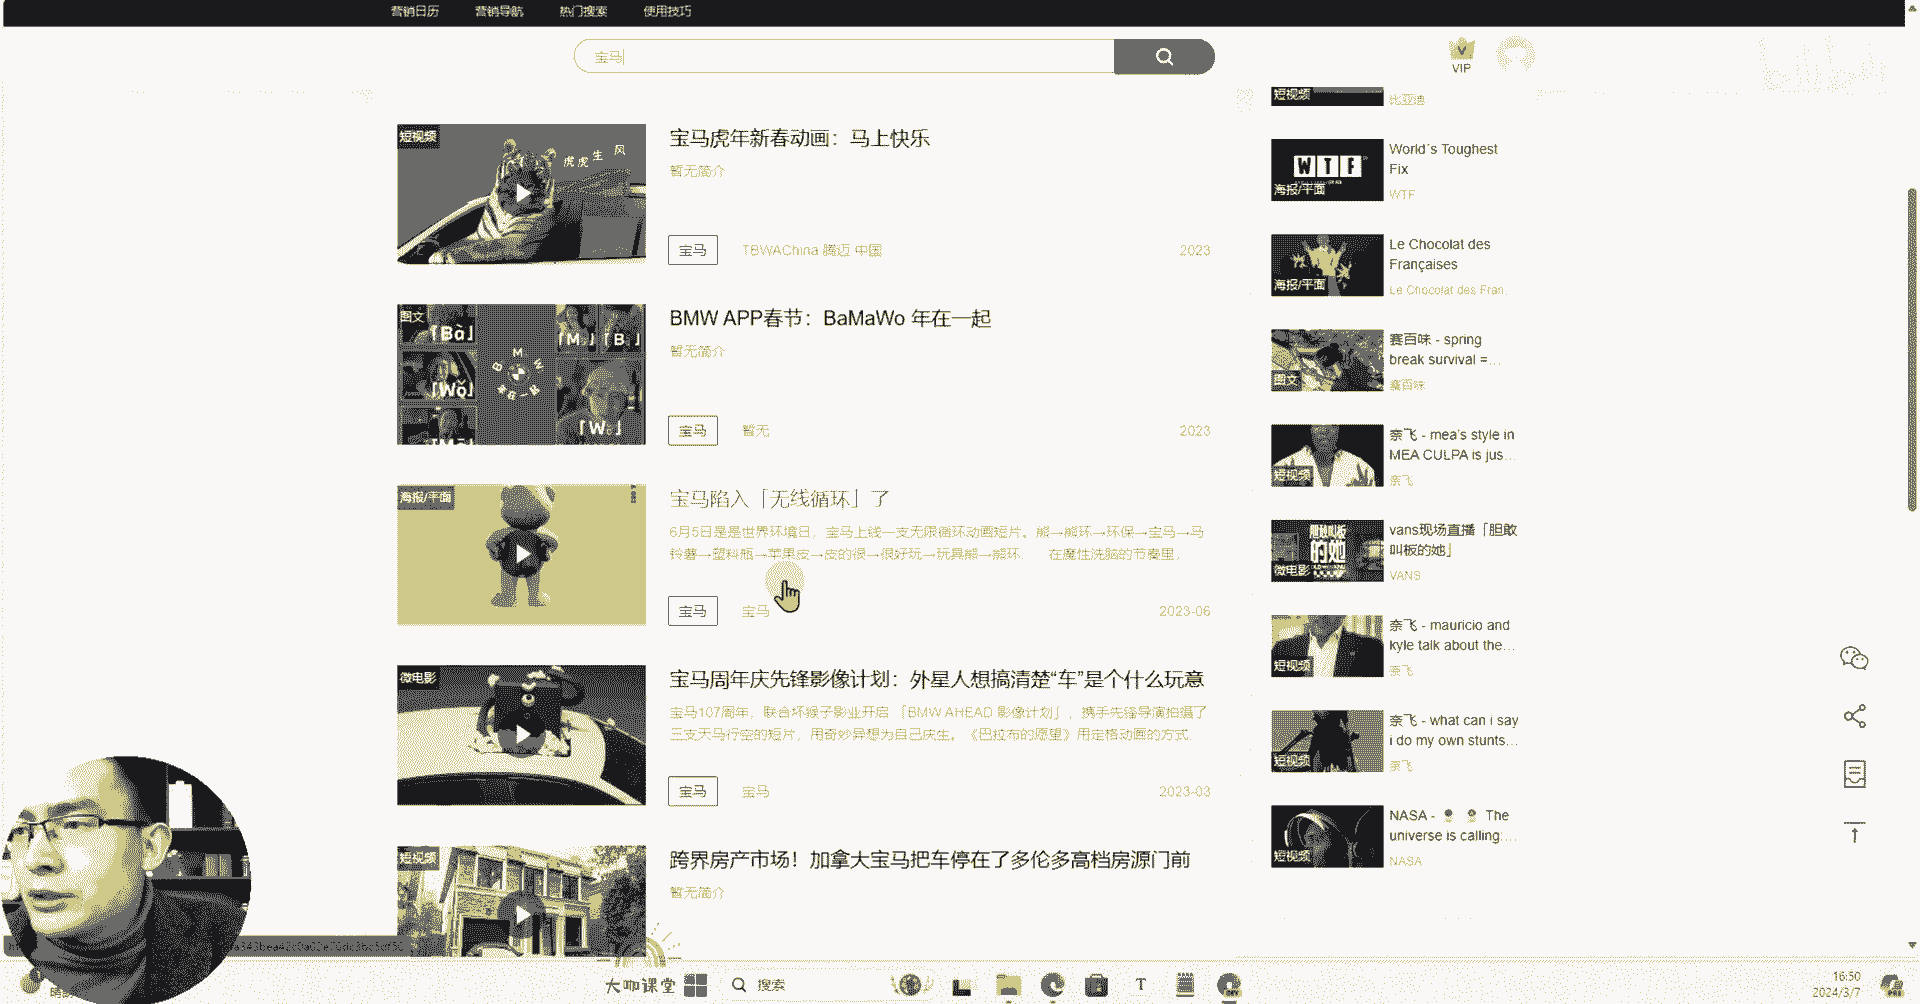 营销日历 营销导航 热门搜索 使用技巧
宝马
VIP
短视频
虎虎生风
宝马虎年新春动画：马上快乐
暂无简介
宝马 TBWAChina 腾迈 中国 2023
图文
「Bà」
「M
「B
「Wǒ」
「W
BMW APP春节：BaMaWo 年在一起
暂无简介
宝马 暂无 2023
海报/平面
宝马陷入「无线循环」了
6月5日是是世界环境日，宝马上线一支无限循环动画短片。熊→熊环→环保→宝马→马
铃薯→塑料瓶→苹果皮→皮的很→很好玩→玩具熊→熊环. 在魔性洗脑的节奏里，
宝马 宝马 2023-06
微电影
宝马周年庆先锋影像计划：外星人想搞清楚“车”是个什么玩意
宝马107周年，联合坏猴子影业开启 「BMW AHEAD 影像计划」，携手先锋导演拍摄了
三支天马行空的短片，用奇妙异想为自己庆生。《巴拉布的愿望》用定格动画的方式
宝马 宝马 2023-03
短视频
跨界房产市场！加拿大宝马把车停在了多伦多高档房源门前
暂无简介
短视频
比亚迪
WTF
海报/平面
World´s Toughest
Fix
WTF
海报/平面
Le Chocolat des
Françaises
Le Chocolat des Fran.
图文
赛百味 - spring
break survival =...
赛百味
短视频
奈飞 - mea's style in
MEA CULPA is jus...
奈飞
微电影
vans现场直播「胆敢
叫板的她」
VANS
短视频
奈飞 - mauricio and
kyle talk about the...
奈飞
短视频
奈飞 - what can i say
i do my own stunts...
奈飞
短视频
NASA - The
universe is calling....
NASA
大咖课堂
搜索
16:50
2024/3/7